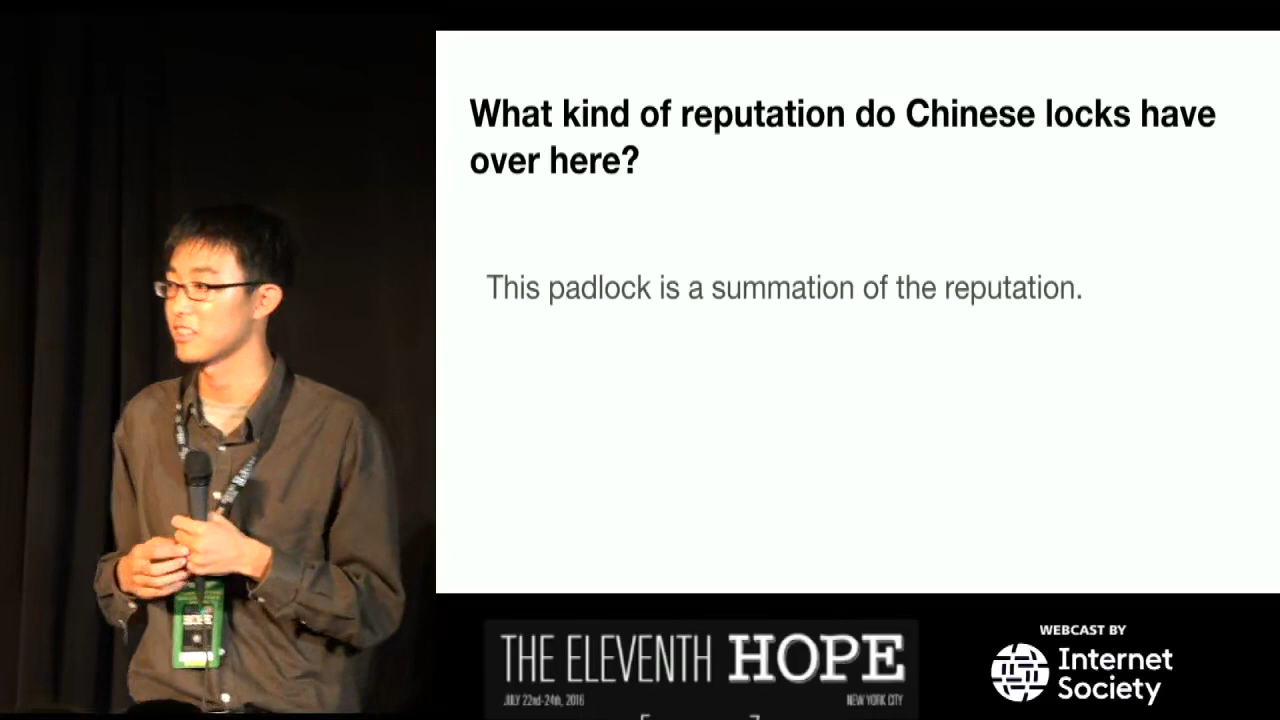 What kind of reputation do Chinese locks have
over here?
This padlock is a summation of the reputation.
THE ELEVENTH HOPE
JULY 22nd-24th, 2016
NEW YORK CITY
WEBCAST BY
Internet
Society